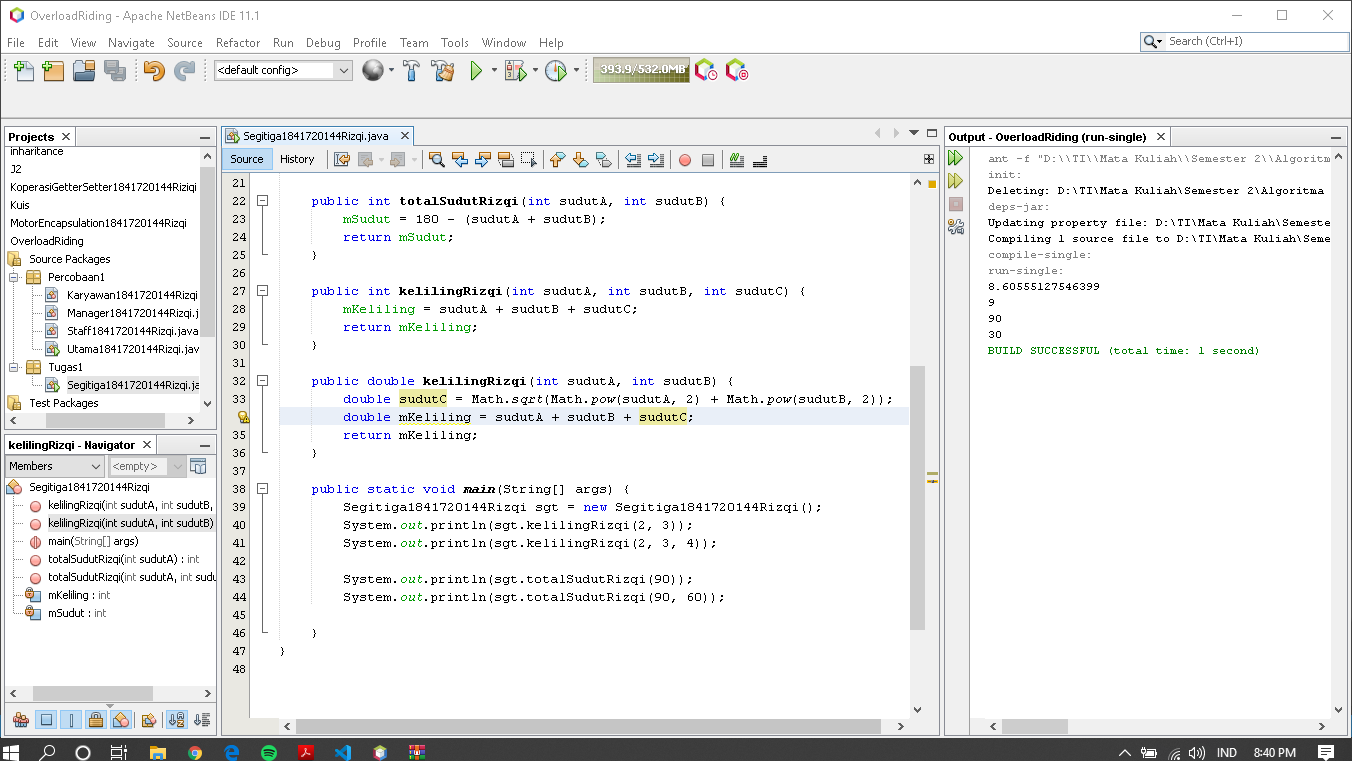 OverloadRiding - Apache NetBeans IDE 11.1
File Edit View Navigate Source Refactor Run Debug Profile Team Tools Window Help
Search (Ctrl+I)
<default config>
393.9/532.0MB
Projects
inheritance
J2
KoperasiGetterSetter1841720144Riziqi
Kuis
MotorEncapsulation1841720144Rizqi
OverloadRiding
Source Packages
Percobaan1
Karyawan1841720144Rizqi
Manager1841720144Rizqi.j
Staff1841720144Rizqi.java
Utama1841720144Rizqi.jav
Tugas1
Segitiga1841720144Rizqi.ja
Test Packages
kelilingRizqi - Navigator
Members <empty>
Segitiga1841720144Rizqi
kelilingRizqi(int sudutA, int sudutB,
kelilingRizqi(int sudutA, int sudutB)
main(String[] args)
totalSudutRizqi(int sudutA) : int
totalSudutRizqi(int sudutA, int sudu
mKeliling : int
mSudut : int
Segitiga1841720144Rizqi.java
Source History
21
22 public int totalSudutRizqi(int sudutA, int sudutB) {
23 mSudut = 180 - (sudutA + sudutB);
24 return mSudut;
25 }
26
27 public int kelilingRizqi(int sudutA, int sudutB, int sudutC) {
28 mKeliling = sudutA + sudutB + sudutC;
29 return mKeliling;
30 }
31
32 public double kelilingRizqi(int sudutA, int sudutB) {
33 double sudutC = Math.sqrt(Math.pow(sudutA, 2) + Math.pow(sudutB, 2));
double mKeliling = sudutA + sudutB + sudutC;
35 return mKeliling;
36 }
37
38 public static void main(String[] args) {
39 Segitiga1841720144Rizqi sgt = new Segitiga1841720144Rizqi();
40 System.out.println(sgt.kelilingRizqi(2, 3));
41 System.out.println(sgt.kelilingRizqi(2, 3, 4));
42
43 System.out.println(sgt.totalSudutRizqi(90));
44 System.out.println(sgt.totalSudutRizqi(90, 60));
45
46 }
47 }
48
Output - OverloadRiding (run-single)
ant -f "D:\\TI\\Mata Kuliah\\Semester 2\\Algoritm
init:
Deleting: D:\TI\Mata Kuliah\Semester 2\Algoritma
deps-jar:
Updating property file: D:\TI\Mata Kuliah\Semeste
Compiling 1 source file to D:\TI\Mata Kuliah\Seme
compile-single:
run-single:
8.60555127546399
9
90
30
BUILD SUCCESSFUL (total time: 1 second)
IND 8:40 PM